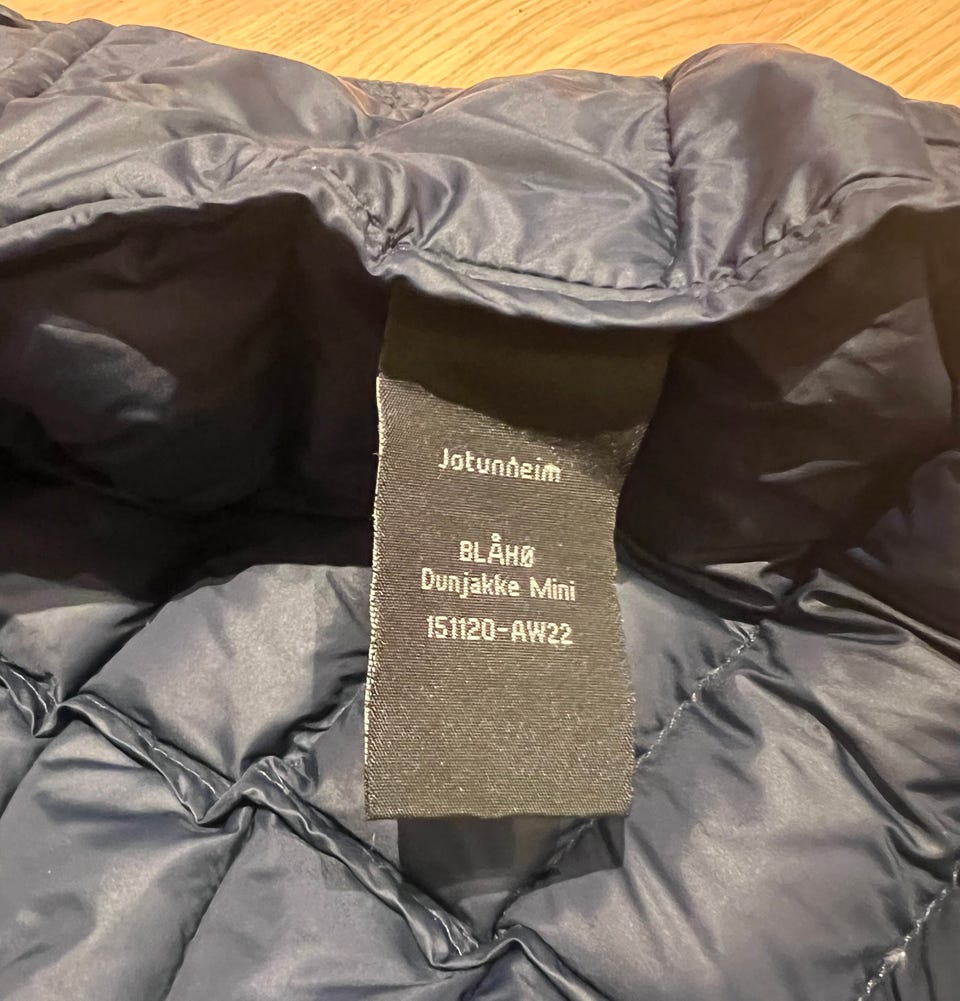 Jotunheim
BLÅHØ
Dunjakke Mini
151120-AW22